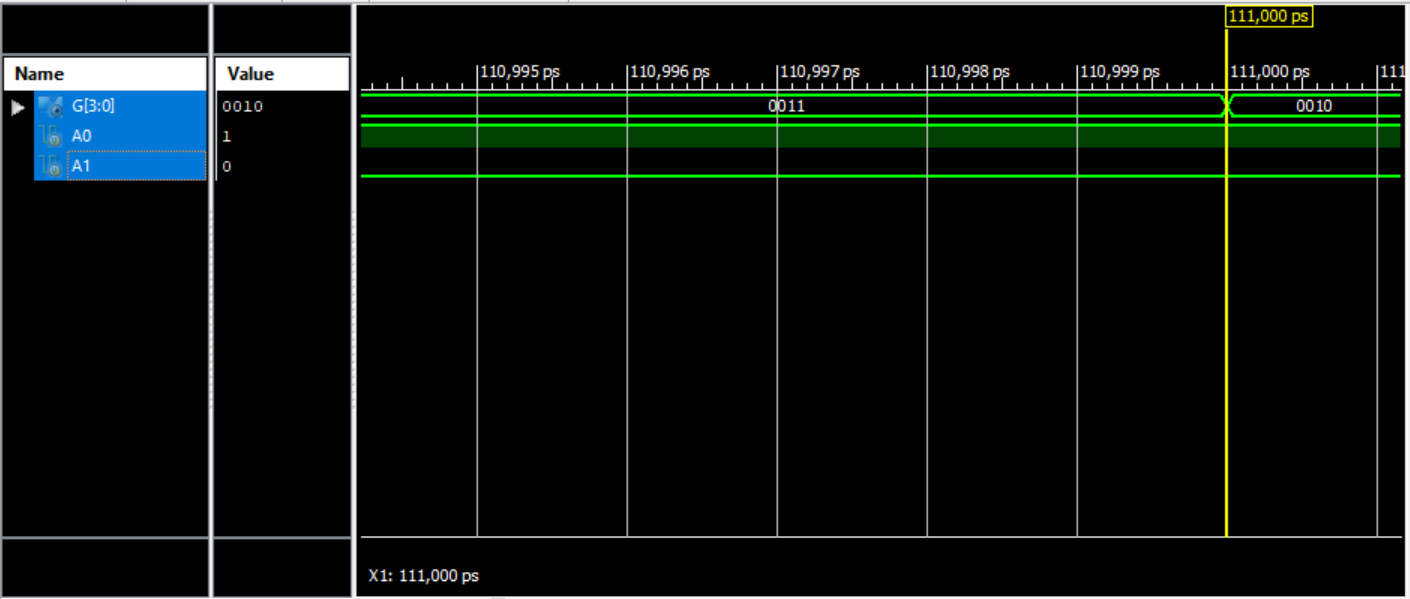 111,000 ps
Name Value
110,995 ps 110,996 ps 110,997 ps 110,998 ps 110,999 ps 111,000 ps 111
G[3:0] 0010 0011 0010
A0 1
A1 0
X1: 111,000 ps